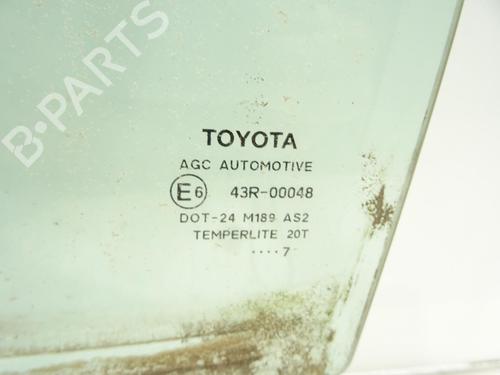 B-PARTS
TOYOTA
AGC AUTOMOTIVE
E6 43R-00048
DOT-24 M189 AS2
TEMPERLITE 20T
····7